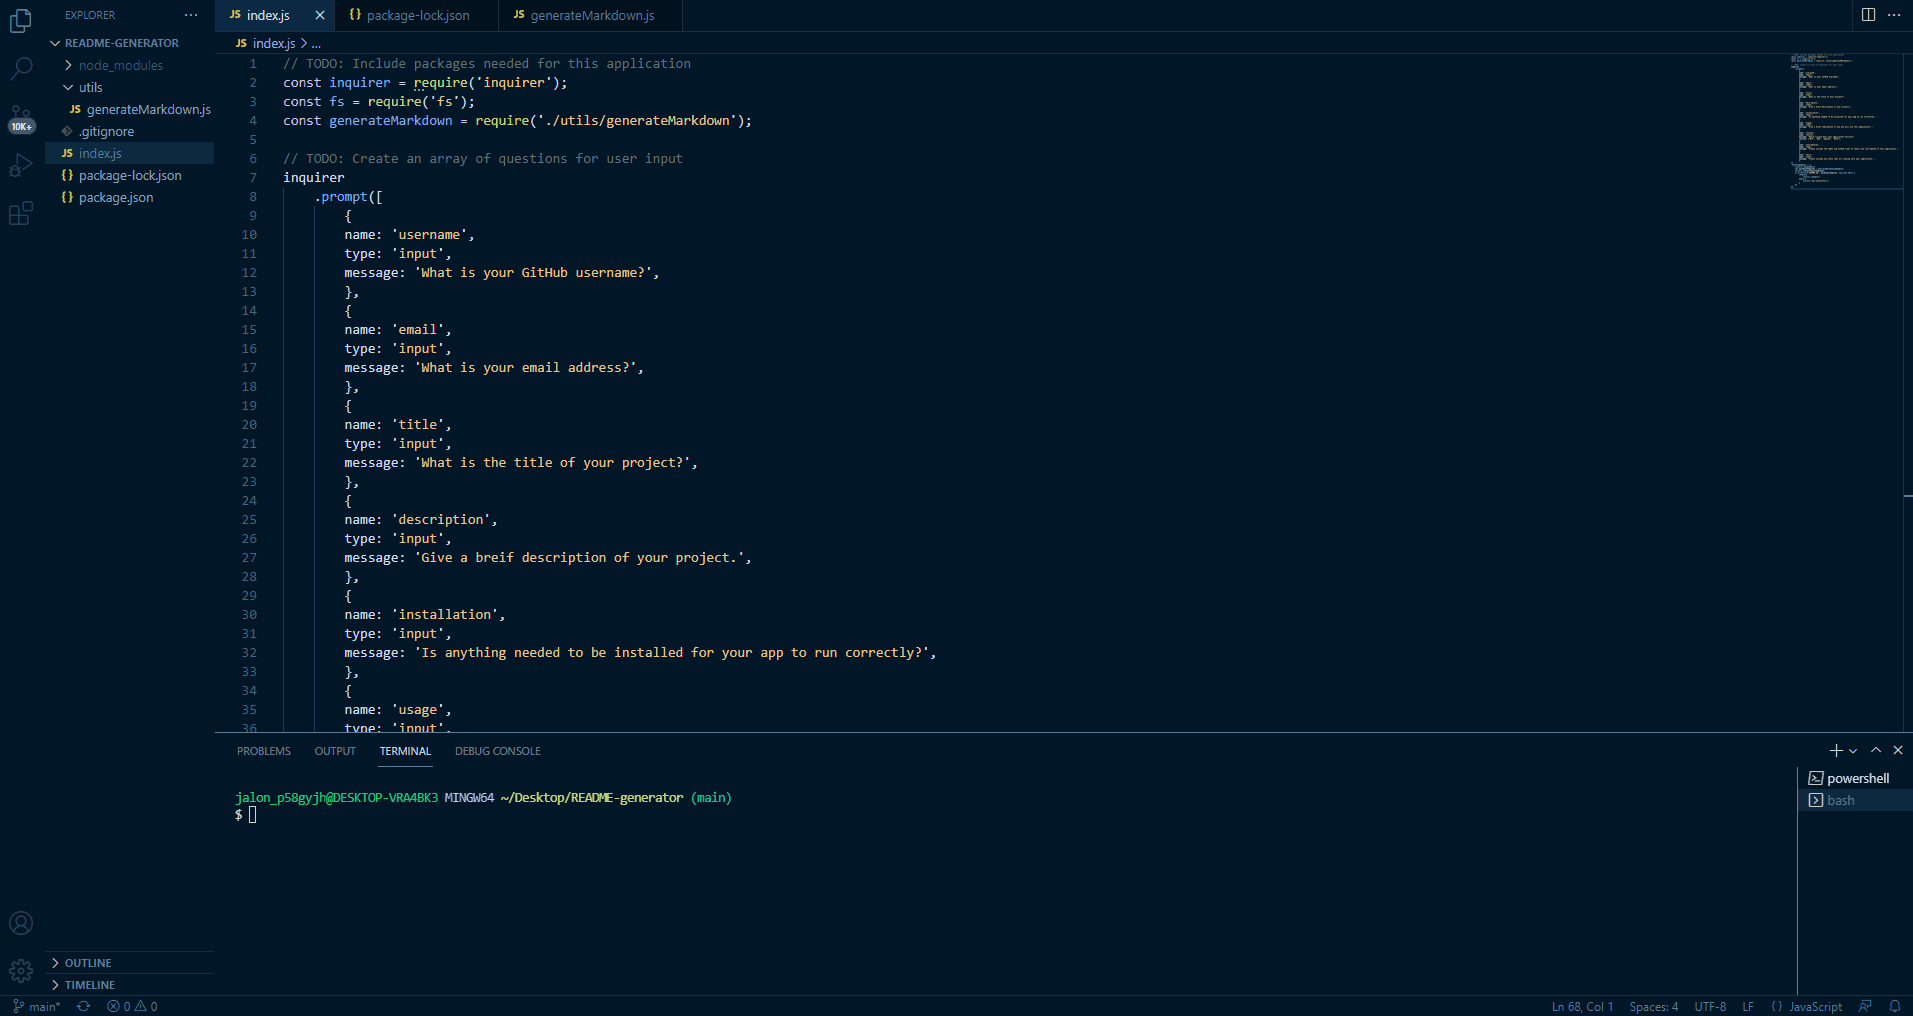 EXPLORER
README-GENERATOR
node_modules
utils
JS generateMarkdown.js
.gitignore
JS index.js
{} package-lock.json
{} package.json
10K+
OUTLINE
TIMELINE
JS index.js
{} package-lock.json
JS generateMarkdown.js
JS index.js > ...
1 // TODO: Include packages needed for this application
2 const inquirer = require('inquirer');
3 const fs = require('fs');
4 const generateMarkdown = require('./utils/generateMarkdown');
5
6 // TODO: Create an array of questions for user input
7 inquirer
8 .prompt([
9 {
10 name: 'username',
11 type: 'input',
12 message: 'What is your GitHub username?',
13 },
14 {
15 name: 'email',
16 type: 'input',
17 message: 'What is your email address?',
18 },
19 {
20 name: 'title',
21 type: 'input',
22 message: 'What is the title of your project?',
23 },
24 {
25 name: 'description',
26 type: 'input',
27 message: 'Give a breif description of your project.',
28 },
29 {
30 name: 'installation',
31 type: 'input',
32 message: 'Is anything needed to be installed for your app to run correctly?',
33 },
34 {
35 name: 'usage',
36 type: 'input',
PROBLEMS OUTPUT TERMINAL DEBUG CONSOLE
jalon_p58gyjh@DESKTOP-VRA4BK3 MINGW64 ~/Desktop/README-generator (main)
$
powershell
bash
main* 0 0
Ln 68, Col 1 Spaces: 4 UTF-8 LF {} JavaScript